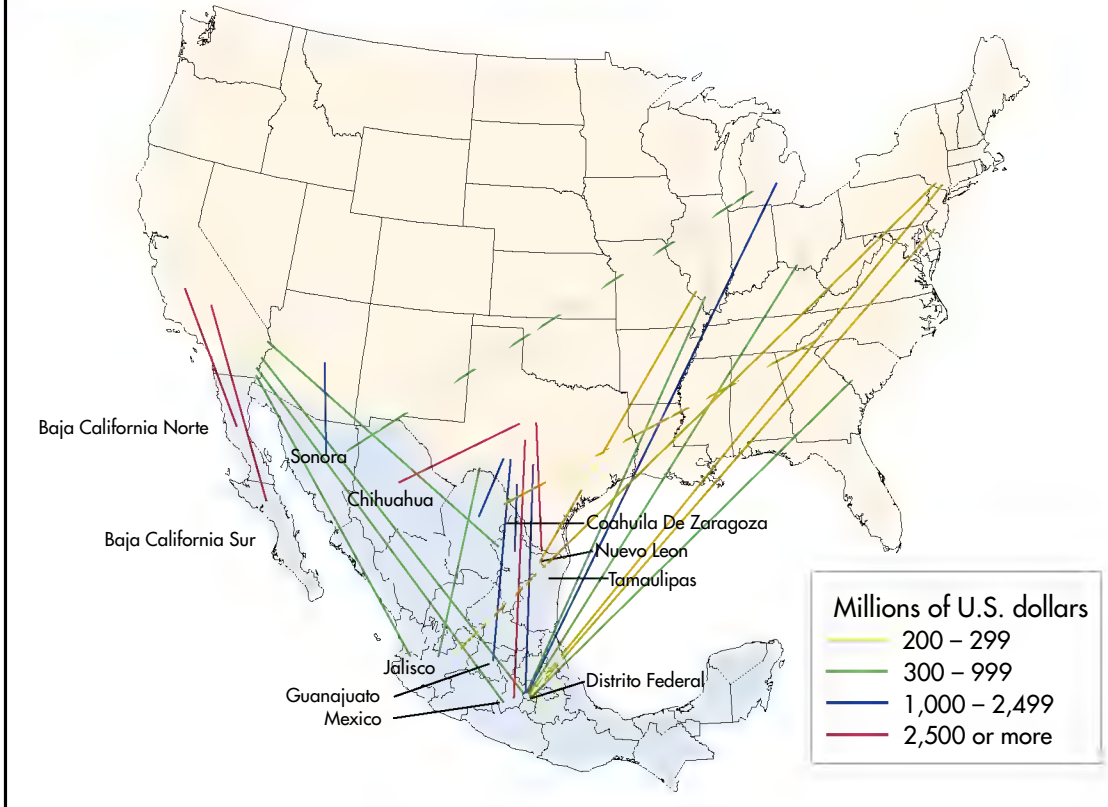 Baja California Norte
Sonora
Chihuahua
Baja California Sur
Coahuila De Zaragoza
Nuevo Leon
Tamaulipas
Jalisco
Guanajuato
Mexico
Distrito Federal
Millions of U.S. dollars
200 – 299
300 – 999
1,000 – 2,499
2,500 or more